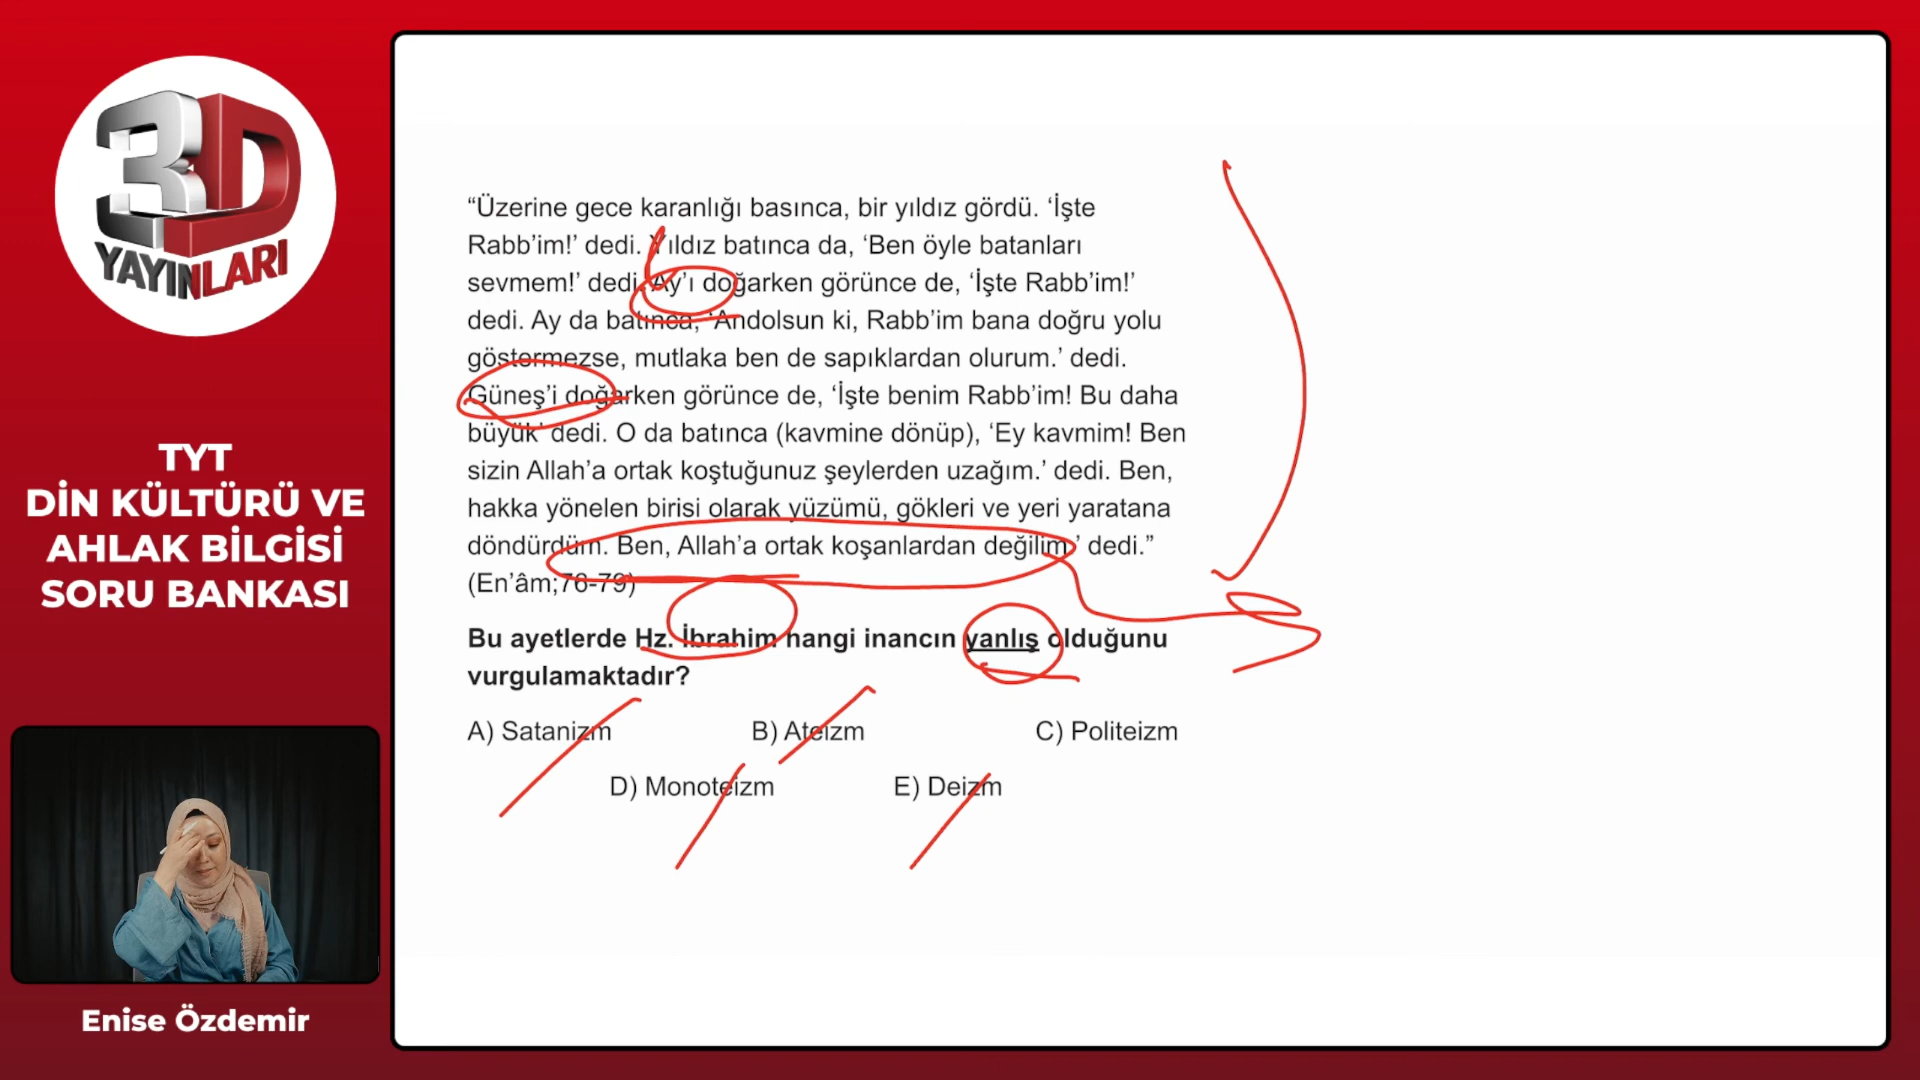 3D
YAYINLARI
TYT
DİN KÜLTÜRÜ VE
AHLAK BİLGİSİ
SORU BANKASI
Enise Özdemir
“Üzerine gece karanlığı basınca, bir yıldız gördü. ‘İşte
Rabb’im!’ dedi. Yıldız batınca da, ‘Ben öyle batanları
sevmem!’ dedi. Ay’ı doğarken görünce de, ‘İşte Rabb’im!’
dedi. Ay da batınca, ‘Andolsun ki, Rabb’im bana doğru yolu
göstermezse, mutlaka ben de sapıklardan olurum.’ dedi.
Güneş’i doğarken görünce de, ‘İşte benim Rabb’im! Bu daha
büyük’ dedi. O da batınca (kavmine dönüp), ‘Ey kavmim! Ben
sizin Allah’a ortak koştuğunuz şeylerden uzağım.’ dedi. Ben,
hakka yönelen birisi olarak yüzümü, gökleri ve yeri yaratana
döndürdüm. Ben, Allah’a ortak koşanlardan değilim.’ dedi.”
(En’âm;76-79)
Bu ayetlerde Hz. İbrahim hangi inancın yanlış olduğunu
vurgulamaktadır?
A) Satanizm B) Ateizm C) Politeizm
D) Monoteizm E) Deizm